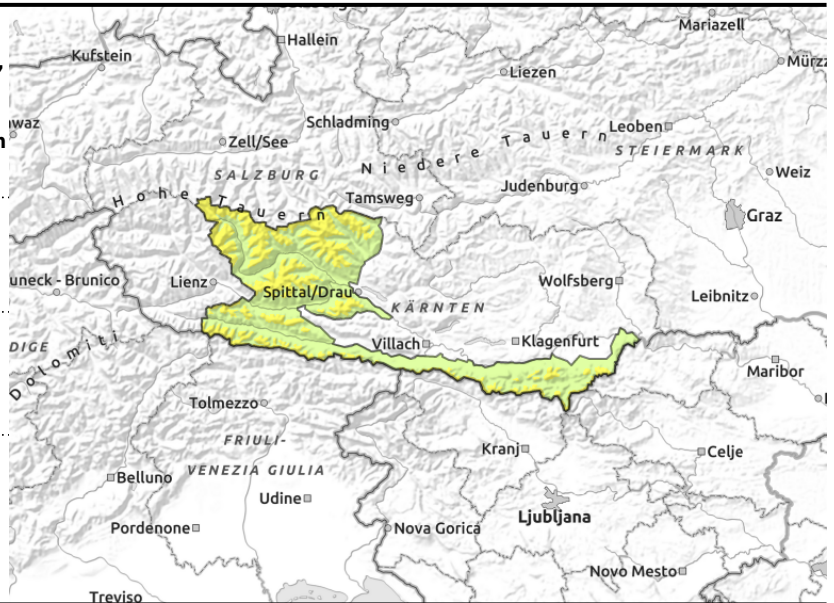 Mariazell
Hallein
Kufstein
Liezen
Mürzz
waz
Schladming
Leoben
Zell/See
Niedere Tauern
STEIERMARK
SALZBURG
Weiz
Judenburg
Hohe Tauern
Tamsweg
Graz
uneck - Brunico
Lienz
Wolfsberg
Spittal/Drau
Leibnitz
KÄRNTEN
DIGE
Dolomiti
Villach
Klagenfurt
Maribor
Tolmezzo
FRIULI-
VENEZIA GIULIA
Kranj
Celje
Belluno
Udine
Ljubljana
Pordenone
Nova Gorica
Novo Mesto
Treviso